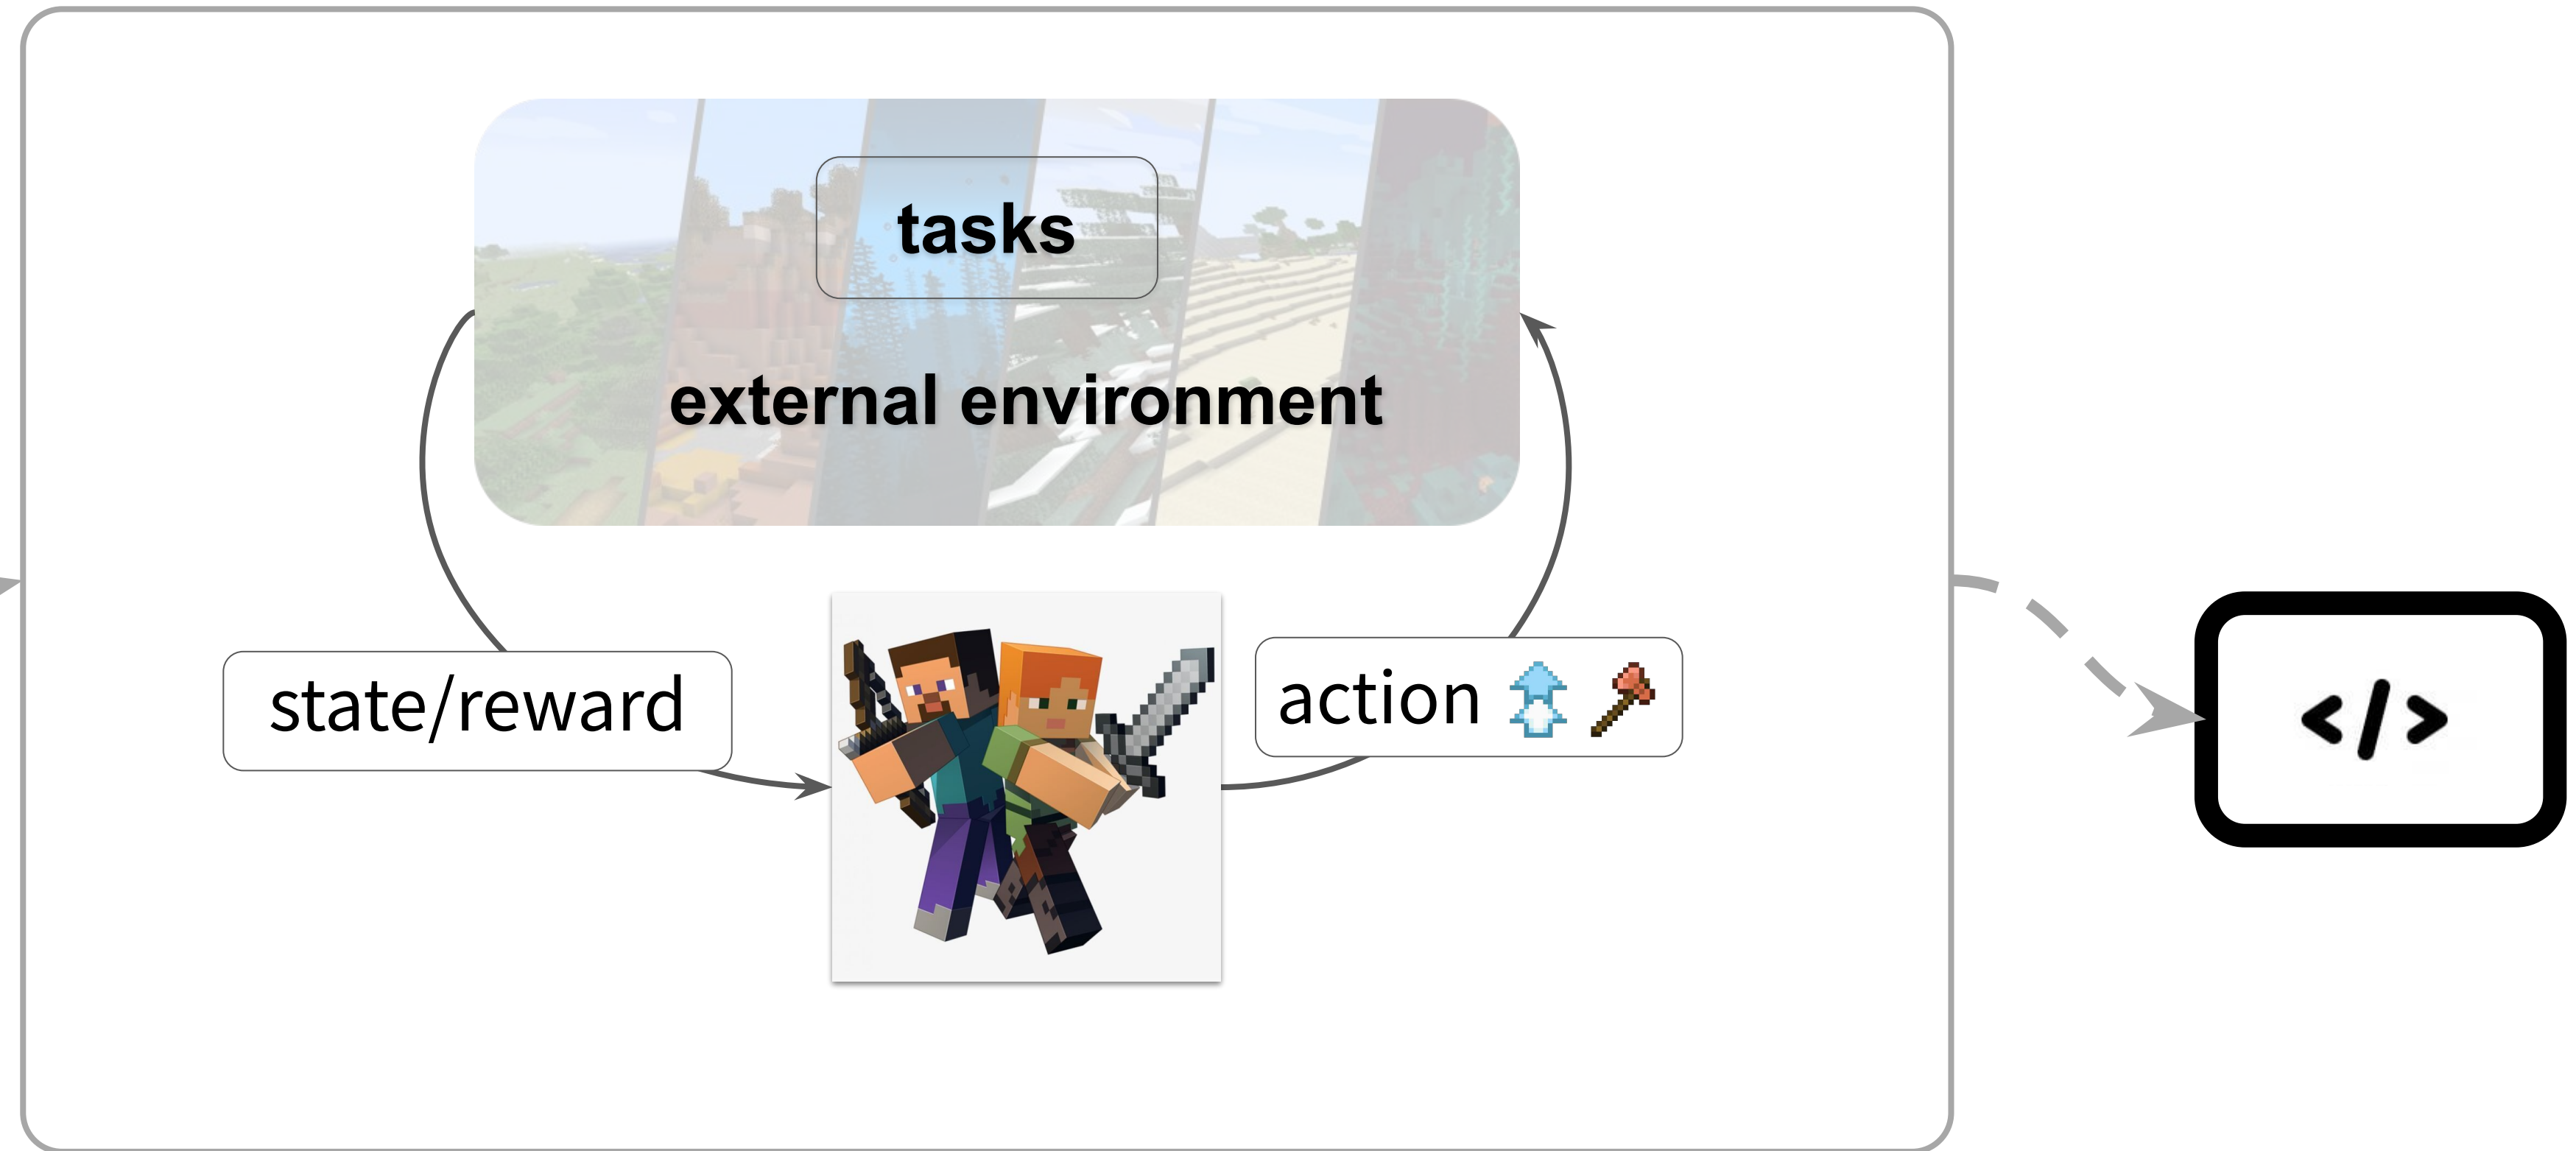 tasks
external environment
state/reward
action
</>